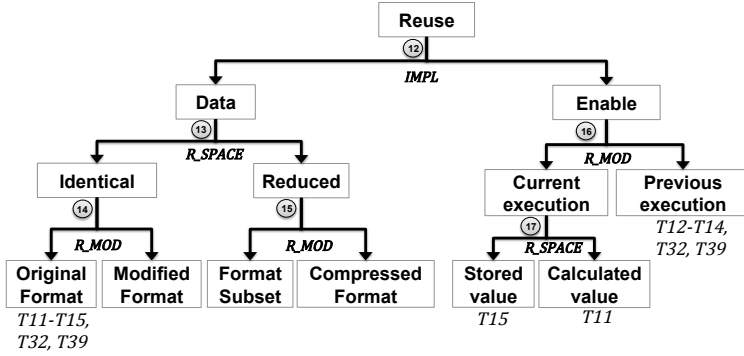 Reuse
12
IMPL
Data
Enable
13
16
R_SPACE
R_MOD
Identical
Reduced
Current
execution
Previous
execution
14
15
17
T12-T14,
T32, T39
R_MOD
R_MOD
R_SPACE
Original
Format
Modified
Format
Format
Subset
Compressed
Format
Stored
value
Calculated
value
T11-T15,
T32, T39
T15
T11